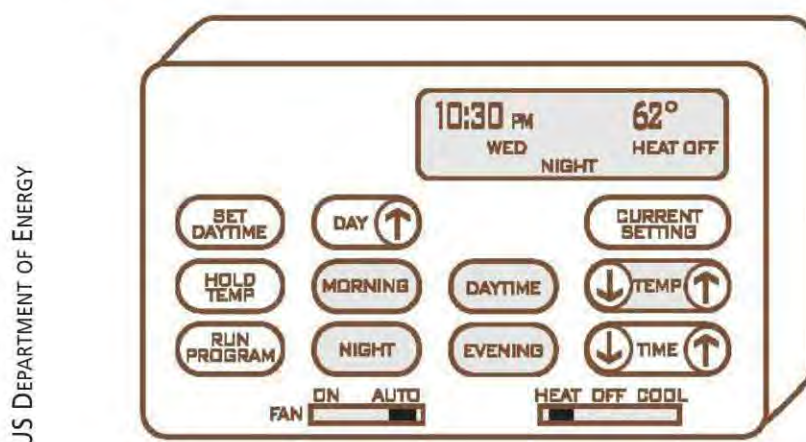 US DEPARTMENT OF ENERGY
10:30 PM 62°
WED HEAT OFF
NIGHT
SET DAY ↑ CURRENT
DAYTIME SETTING
HOLD MORNING DAYTIME ↓ TEMP ↑
TEMP
RUN NIGHT EVENING ↓ TIME ↑
PROGRAM
ON AUTO HEAT OFF COOL
FAN